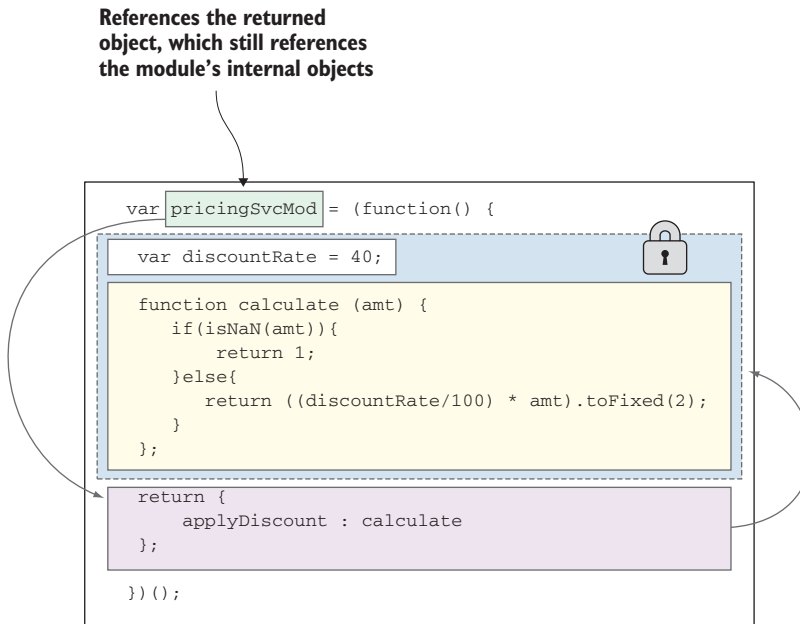 References the returned
object, which still references
the module's internal objects
var pricingSvcMod = (function() {
var discountRate = 40;
function calculate (amt) {
if(isNaN(amt)){
return 1;
}else{
return ((discountRate/100) * amt).toFixed(2);
}
};
return {
applyDiscount : calculate
};
})();